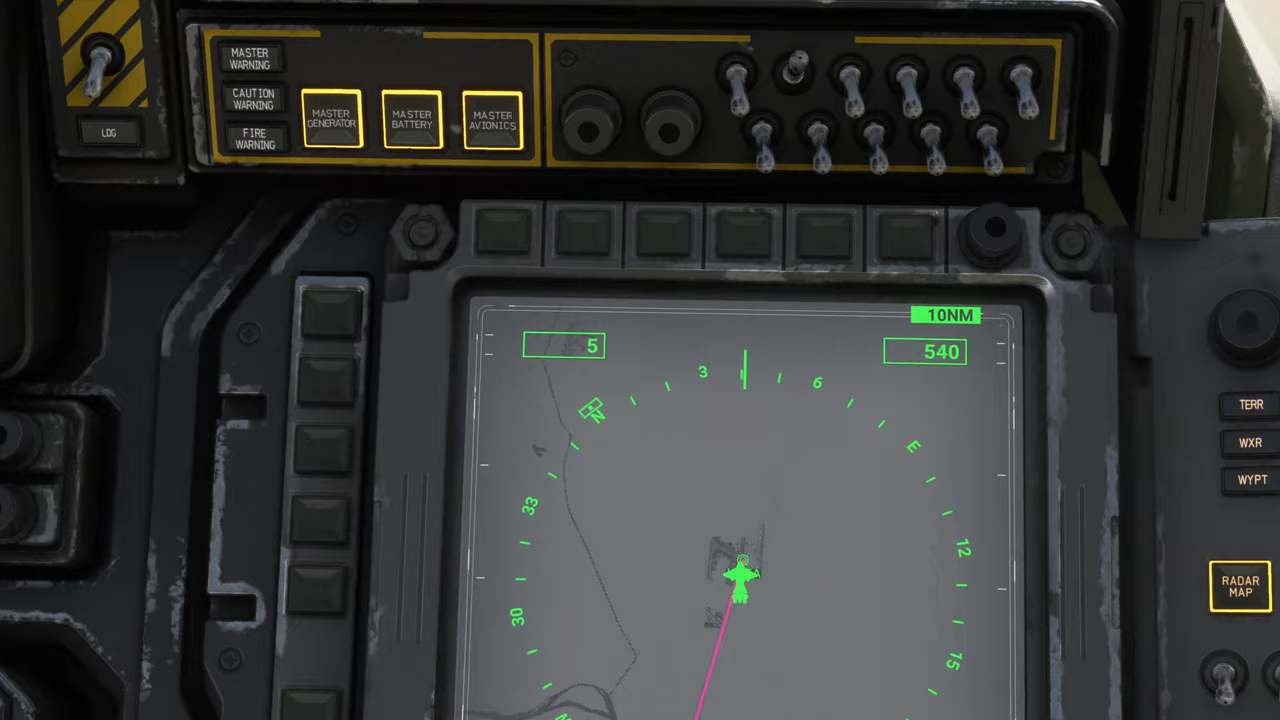 MASTER
WARNING
CAUTION
WARNING
FIRE
WARNING
MASTER
GENERATOR
MASTER
BATTERY
MASTER
AVIONICS
LDG
10NM
5
540
3
6
N
E
33
12
30
15
TERR
WXR
WYPT
RADAR
MAP